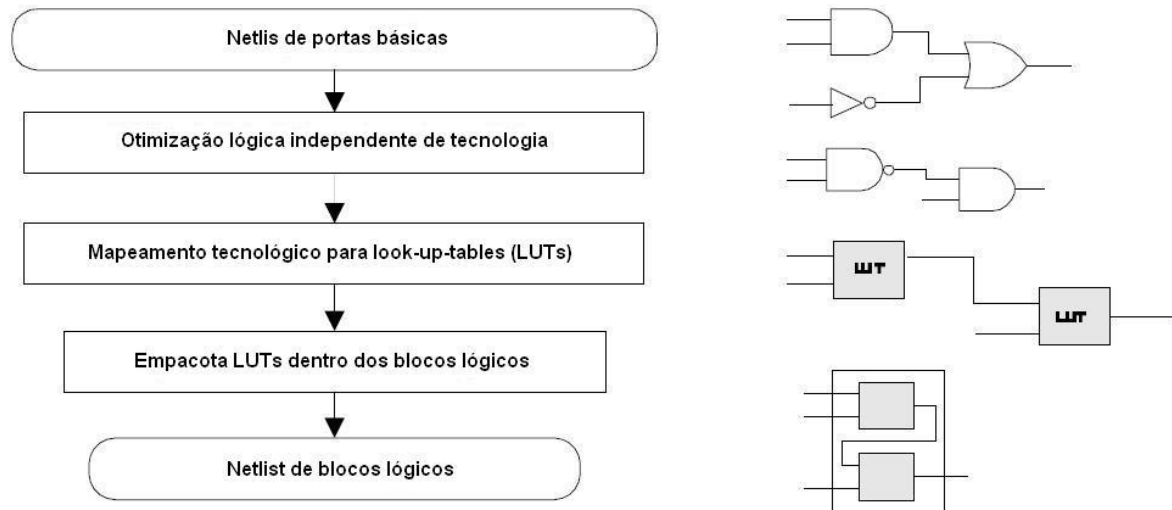 Netlis de portas básicas
Otimização lógica independente de tecnologia
Mapeamento tecnológico para look-up-tables (LUTs)
Empacota LUTs dentro dos blocos lógicos
Netlist de blocos lógicos
LUT
LUT